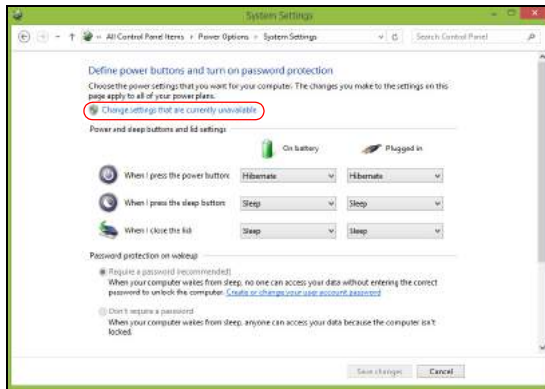 System Settings
All Control Panel Items Power Options System Settings
Search Control Panel
Define power buttons and turn on password protection
Choose the power settings that you want for your computer. The changes you make to the settings on this
page apply to all of your power plans.
Change settings that are currently unavailable
Power and sleep buttons and lid settings
On battery Plugged in
When I press the power button: Hibernate Hibernate
When I press the sleep button: Sleep Sleep
When I close the lid: Sleep Sleep
Password protection on wakeup
Require a password (recommended)
When your computer wakes from sleep, no one can access your data without entering the correct
password to unlock the computer. Create or change your user account password
Don't require a password
When your computer wakes from sleep, anyone can access your data because the computer isn't
locked.
Save changes Cancel